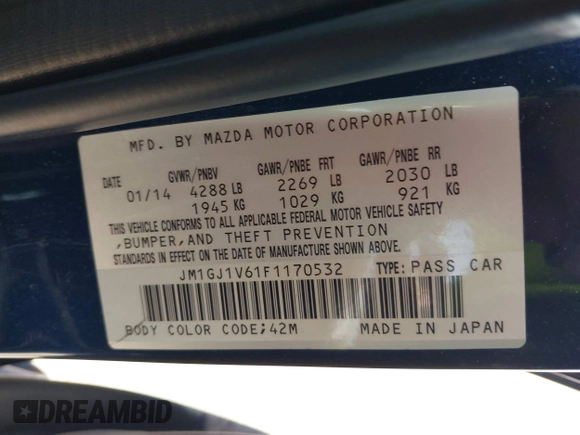 MFD. BY MAZDA MOTOR CORPORATION
DATE GVWR/PNBV GAWR/PNBE FRT GAWR/PNBE RR
01/14 4288 LB 2269 LB 2030 LB
1945 KG 1029 KG 921 KG
THIS VEHICLE CONFORMS TO ALL APPLICABLE FEDERAL MOTOR VEHICLE SAFETY
,BUMPER,AND THEFT PREVENTION
STANDARDS IN EFFECT ON THE DATE OF MANUFACTURE SHOWN ABOVE.
JM1GJ1V61F1170532 TYPE: PASS CAR
BODY COLOR CODE;42M MADE IN JAPAN
DREAMBID